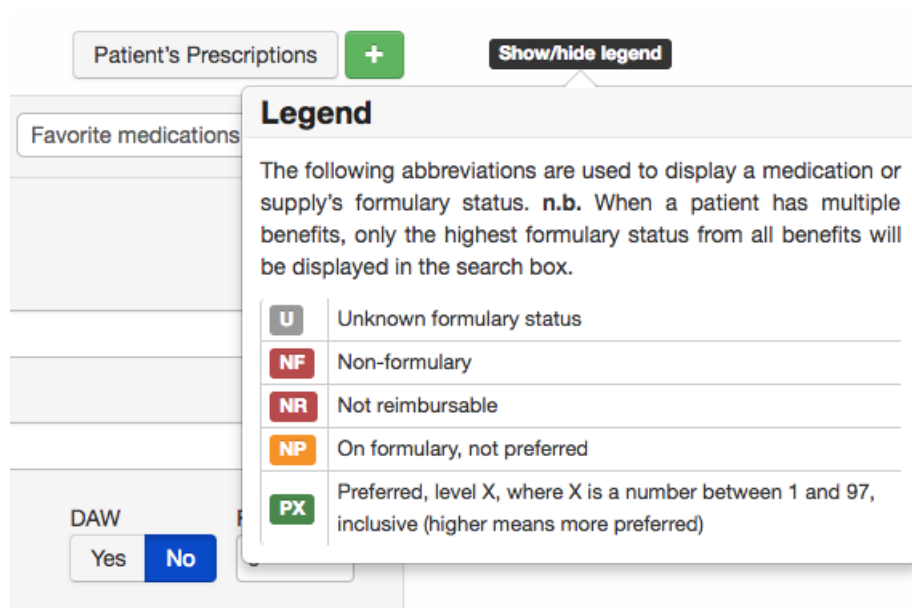 Patient's Prescriptions
+
Show/hide legend
Legend
Favorite medications
The following abbreviations are used to display a medication or
supply's formulary status. n.b. When a patient has multiple
benefits, only the highest formulary status from all benefits will
be displayed in the search box.
U Unknown formulary status
NF Non-formulary
NR Not reimbursable
NP On formulary, not preferred
PX Preferred, level X, where X is a number between 1 and 97,
inclusive (higher means more preferred)
DAW
Yes No